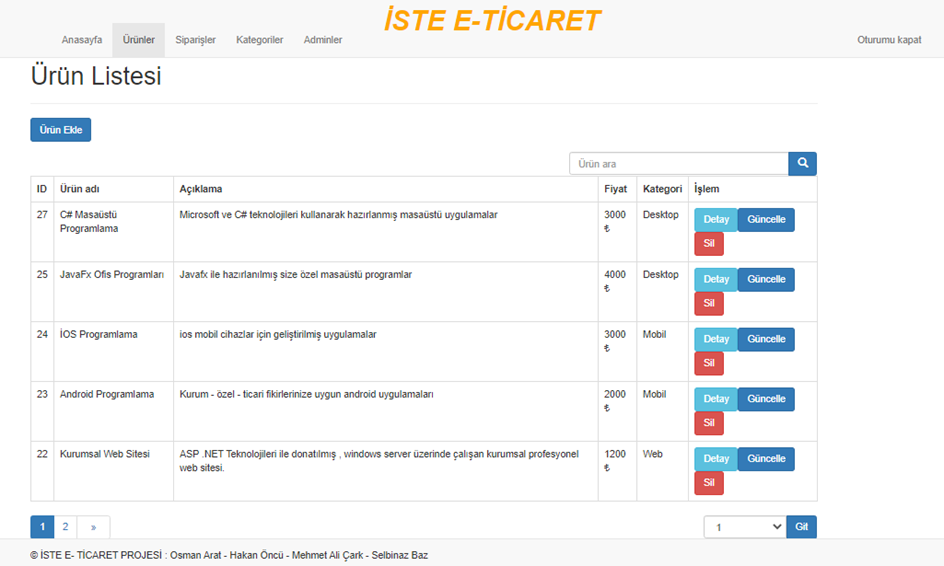 İSTE E-TİCARET
Anasayfa Ürünler Siparişler Kategoriler Adminler Oturumu kapat
Ürün Listesi
Ürün Ekle
Ürün ara
ID Ürün adı Açıklama Fiyat Kategori İşlem
27 C# Masaüstü Microsoft ve C# teknolojileri kullanarak hazırlanmış masaüstü uygulamalar 3000 Desktop Detay Güncelle
Programlama ₺
Sil
25 JavaFx Ofis Programları Javafx ile hazırlanılmış size özel masaüstü programlar 4000 Desktop Detay Güncelle
₺
Sil
24 İOS Programlama ios mobil cihazlar için geliştirilmiş uygulamalar 3000 Mobil Detay Güncelle
₺
Sil
23 Android Programlama Kurum - özel - ticari fikirlerinize uygun android uygulamaları 2000 Mobil Detay Güncelle
₺
Sil
22 Kurumsal Web Sitesi ASP .NET Teknolojileri ile donatılmış , windows server üzerinde çalışan kurumsal profesyonel 1200 Web Detay Güncelle
web sitesi. ₺
Sil
1 2 » 1 Git
© İSTE E- TİCARET PROJESİ : Osman Arat - Hakan Öncü - Mehmet Ali Çark - Selbinaz Baz